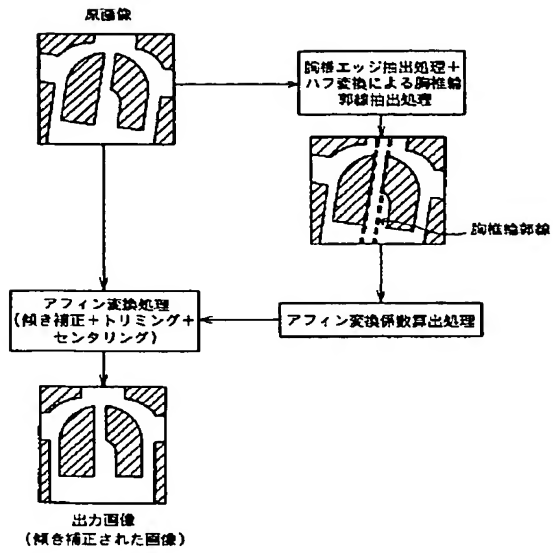 原画像
胸椎エッジ抽出処理+
ハフ変換による胸椎輪
郭線抽出処理
胸椎輪郭線
アフィン変換処理
(傾き補正+トリミング+
センタリング)
アフィン変換係数算出処理
出力画像
(傾き補正された画像)